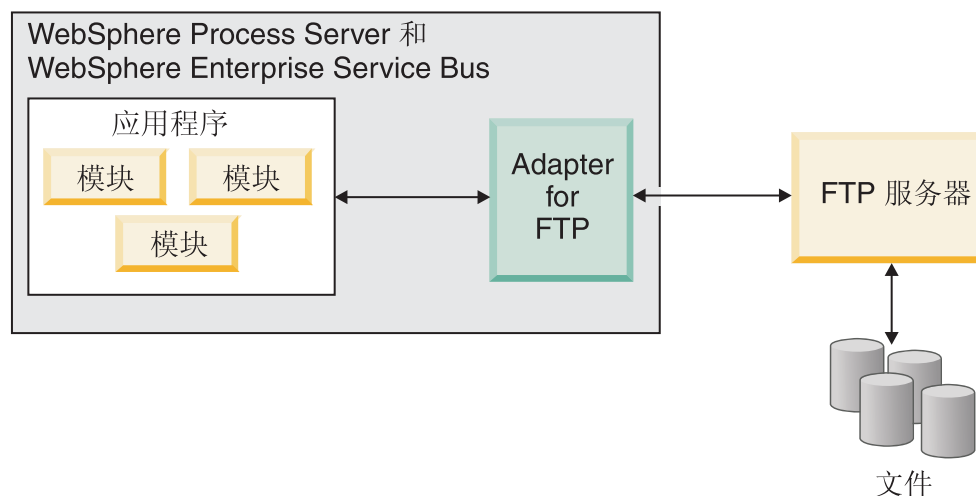 WebSphere Process Server 和
WebSphere Enterprise Service Bus
应用程序
模块
模块
模块
Adapter
for
FTP
FTP 服务器
文件